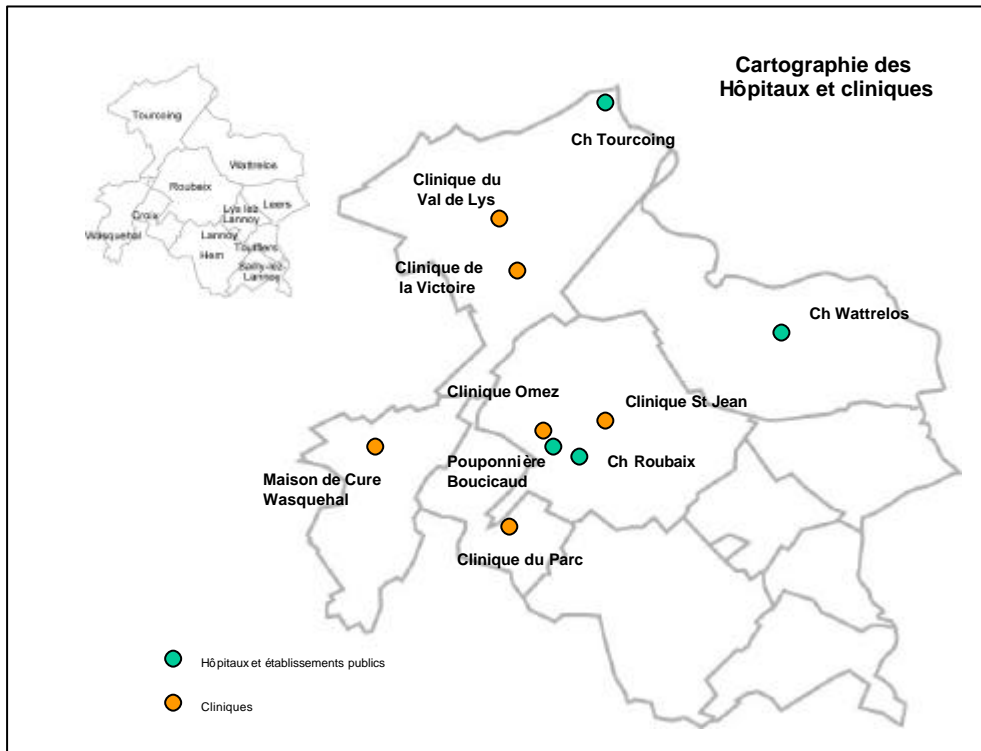 Cartographie des
Hôpitaux et cliniques
Tourcoing
Wattrelos
Roubaix
Croix
Lys lez
Lannoy
Leers
Wasquehal
Lannoy
Hem
Toufflers
Sailly-lez
Lannoy
Ch Tourcoing
Clinique du
Val de Lys
Clinique de
la Victoire
Ch Wattrelos
Clinique Omez
Clinique St Jean
Maison de Cure
Wasquehal
Pouponnière
Boucicaud
Ch Roubaix
Clinique du Parc
Hôpitaux et établissements publics
Cliniques